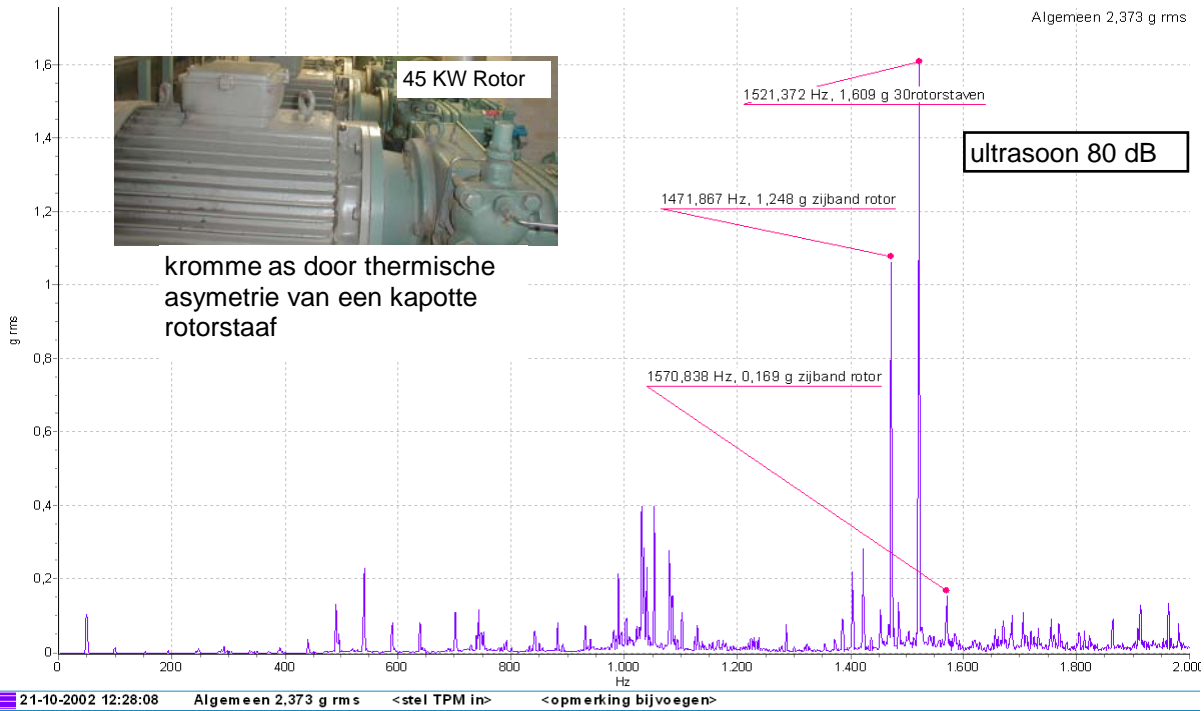 Algemeen 2,373 g rms
45 KW Rotor
1521,372 Hz, 1,609 g 30rotorstaven
ultrasoon 80 dB
1471,867 Hz, 1,248 g zijband rotor
kromme as door thermische
asymetrie van een kapotte
rotorstaaf
1570,838 Hz, 0,169 g zijband rotor
g rms
1,6
1,4
1,2
1
0,8
0,6
0,4
0,2
0
0 200 400 600 800 1.000 1.200 1.400 1.600 1.800 2.000
Hz
21-10-2002 12:28:08 Algemeen 2,373 g rms <stel TPM in> <opmerking bijvoegen>